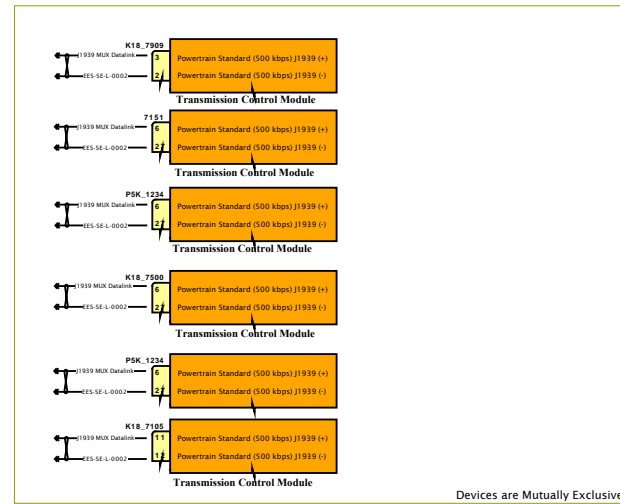 K18_7909
J1939 MUX Datalink
3
Powertrain Standard (500 kbps) J1939 (+)
EES-SE-L-0002
Powertrain Standard (500 kbps) J1939 (-)
Transmission Control Module
7151
J1939 MUX Datalink
6
Powertrain Standard (500 kbps) J1939 (+)
EES-SE-L-0002
Powertrain Standard (500 kbps) J1939 (-)
Transmission Control Module
P5K_1234
J1939 MUX Datalink
6
Powertrain Standard (500 kbps) J1939 (+)
EES-SE-L-0002
Powertrain Standard (500 kbps) J1939 (-)
Transmission Control Module
K18_7500
J1939 MUX Datalink
6
Powertrain Standard (500 kbps) J1939 (+)
EES-SE-L-0002
Powertrain Standard (500 kbps) J1939 (-)
Transmission Control Module
P5K_1234
J1939 MUX Datalink
6
Powertrain Standard (500 kbps) J1939 (+)
EES-SE-L-0002
Powertrain Standard (500 kbps) J1939 (-)
K18_7105
J1939 MUX Datalink
11
Powertrain Standard (500 kbps) J1939 (+)
EES-SE-L-0002
Powertrain Standard (500 kbps) J1939 (-)
Transmission Control Module
Devices are Mutually Exclusive